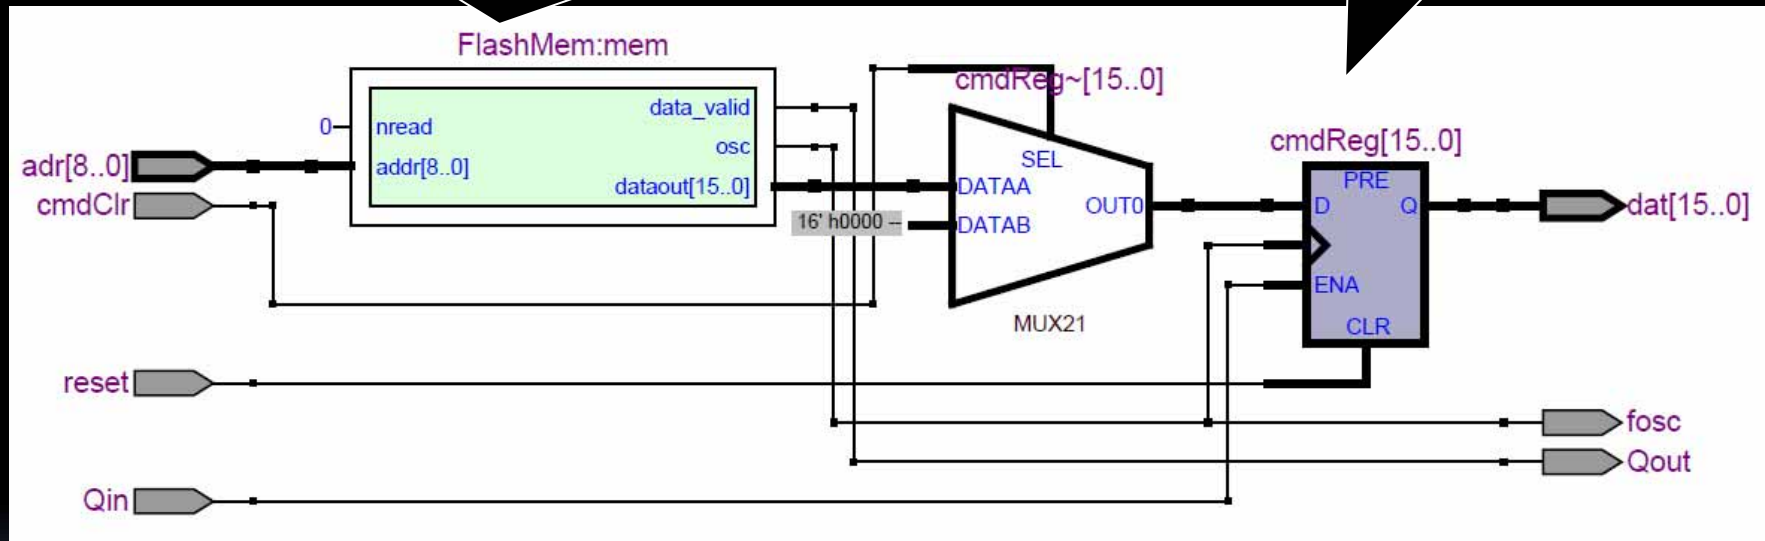 FlashMem:mem
cmdReg~[15..0]
0
nread
data_valid
osc
adr[8..0]
addr[8..0]
dataout[15..0]
cmdClr
16' h0000 --
SEL
DATAA
DATAB
OUT0
MUX21
cmdReg[15..0]
PRE
D
Q
ENA
CLR
dat[15..0]
reset
fosc
Qout
Qin